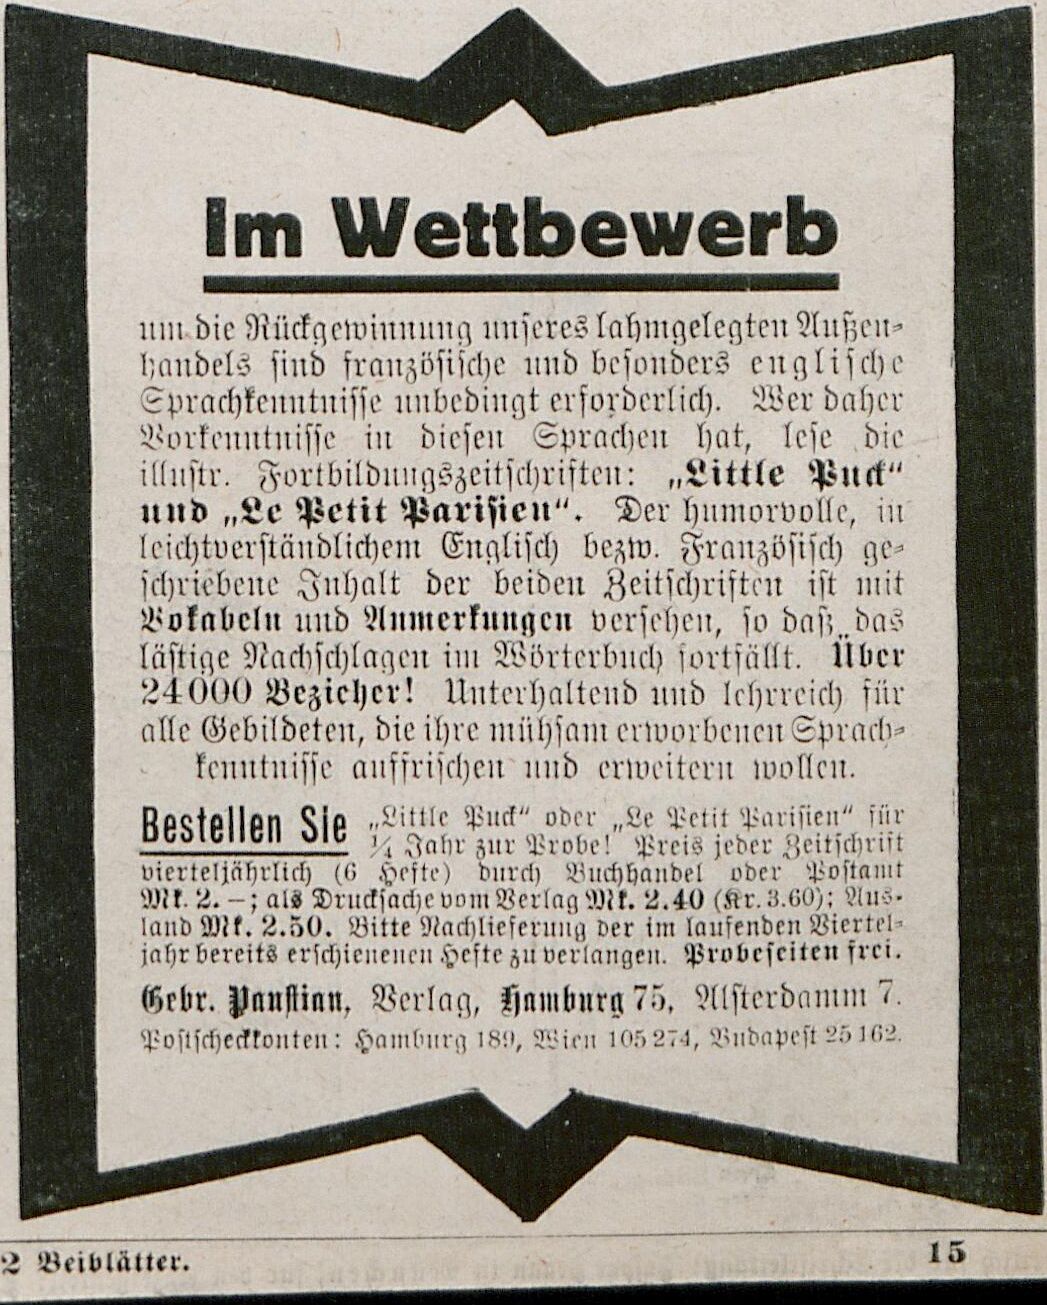 Im Wettbewerb
um die Rückgewinnung unseres lahmgelegten Außen-
handels sind französische und besonders englische
Sprachkenntnisse unbedingt erforderlich. Wer daher
Vorkenntnisse in diesen Sprachen hat, lese die
illustr. Fortbildungszeitschriften: „Little Puck“
und „Le Petit Parisien“. Der humorvolle, in
leichtverständlichem Englisch bezw. Französisch ge-
schriebene Inhalt der beiden Zeitschriften ist mit
Vokabeln und Anmerkungen versehen, so daß das
lästige Nachschlagen im Wörterbuch fortfällt. Über
24000 Bezieher! Unterhaltend und lehrreich für
alle Gebildeten, die ihre mühsam erworbenen Sprach-
kenntnisse auffrischen und erweitern wollen.
Bestellen Sie „Little Puck“ oder „Le Petit Parisien“ für
1/4 Jahr zur Probe! Preis jeder Zeitschrift
vierteljährlich (6 Hefte) durch Buchhandel oder Postamt
Mk. 2.–; als Drucksache vom Verlag Mk. 2.40 (Kr. 3.60); Aus-
land Mk. 2.50. Bitte Nachlieferung der im laufenden Viertel-
jahr bereits erschienenen Hefte zu verlangen. Probeseiten frei.
Gebr. Paustian, Verlag, Hamburg 75, Alsterdamm 7.
Postscheckkonten: Hamburg 189, Wien 105274, Budapest 25162.
2 Beiblätter. 15